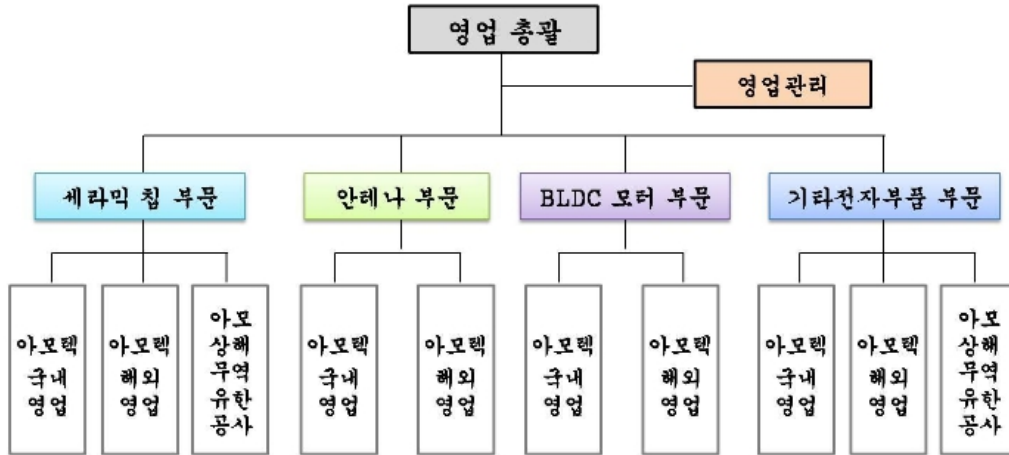 영업 총괄
영업관리
세라믹 칩 부문
안테나 부문
BLDC 모터 부문
기타전자부품 부문
아모텍
국내
영업
아모텍
해외
영업
아모
상해
무역
유한
공사
아모텍
국내
영업
아모텍
해외
영업
아모텍
국내
영업
아모텍
해외
영업
아모텍
국내
영업
아모텍
해외
영업
아모
상해
무역
유한
공사